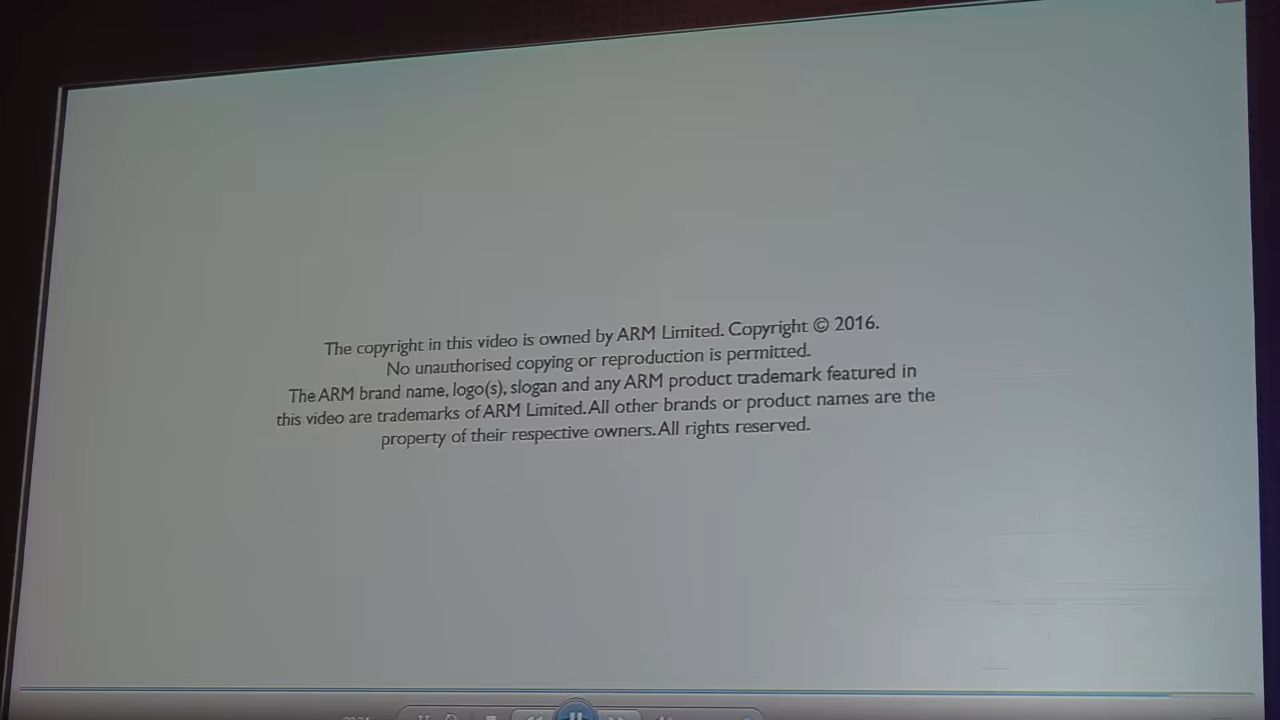 The copyright in this video is owned by ARM Limited. Copyright © 2016.
No unauthorised copying or reproduction is permitted.
The ARM brand name, logo(s), slogan and any ARM product trademark featured in
this video are trademarks of ARM Limited. All other brands or product names are the
property of their respective owners. All rights reserved.